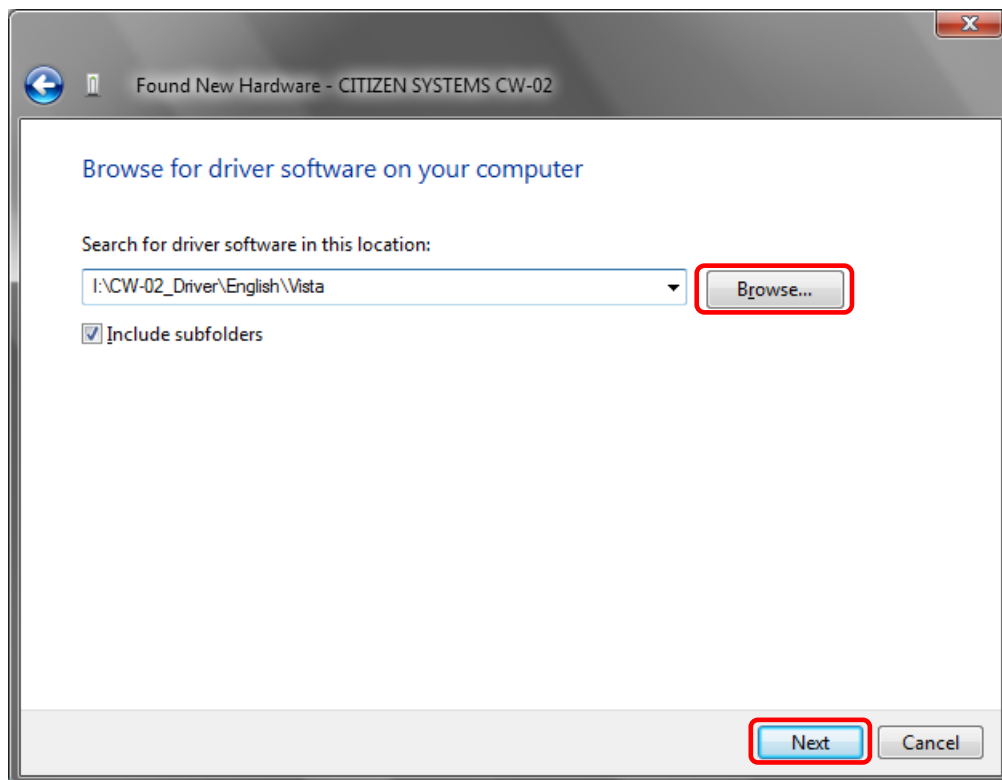 X
Found New Hardware - CITIZEN SYSTEMS CW-02
Browse for driver software on your computer
Search for driver software in this location:
I:\CW-02_Driver\English\Vista
Browse...
Include subfolders
Next
Cancel